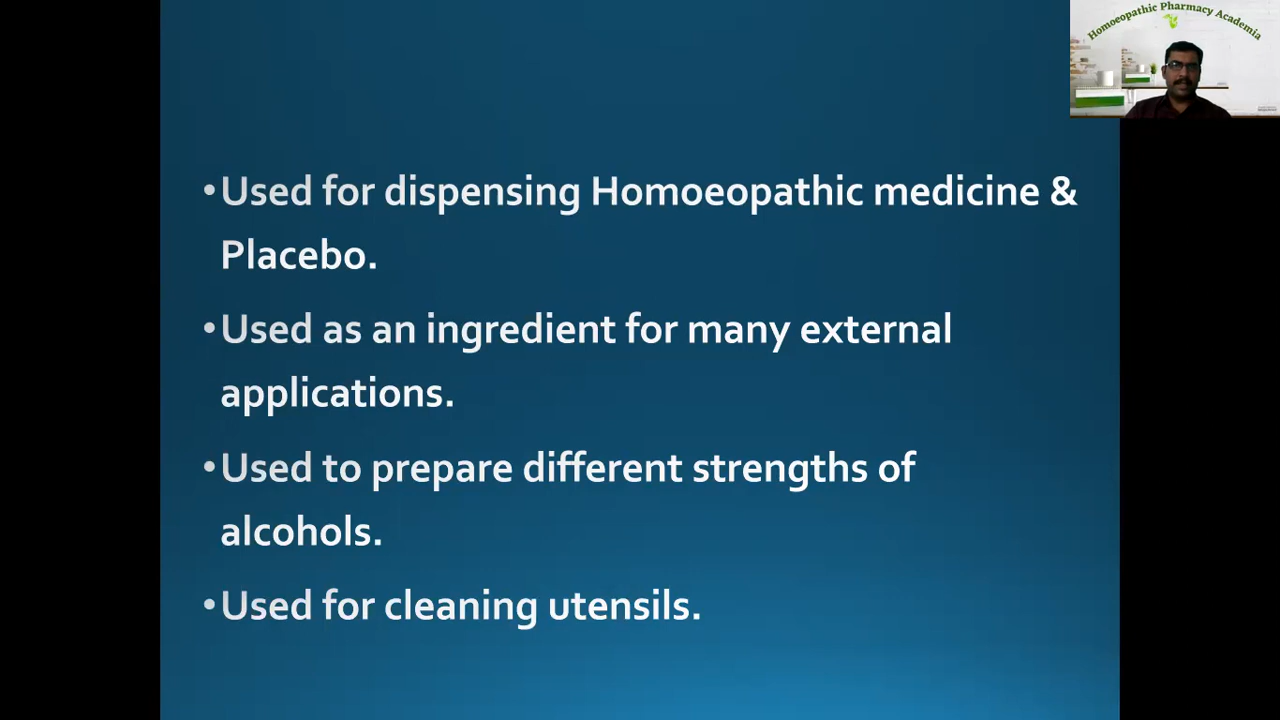 Homoeopathic Pharmacy Academia
•Used for dispensing Homoeopathic medicine &
Placebo.
•Used as an ingredient for many external
applications.
•Used to prepare different strengths of
alcohols.
•Used for cleaning utensils.